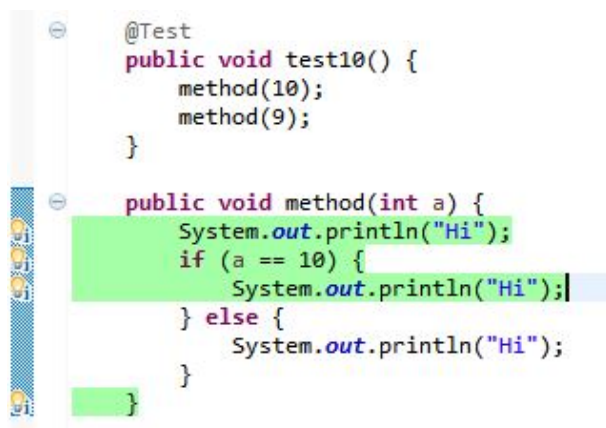 @Test
public void test10() {
method(10);
method(9);
}
public void method(int a) {
System.out.println("Hi");
if (a == 10) {
System.out.println("Hi");
} else {
System.out.println("Hi");
}
}